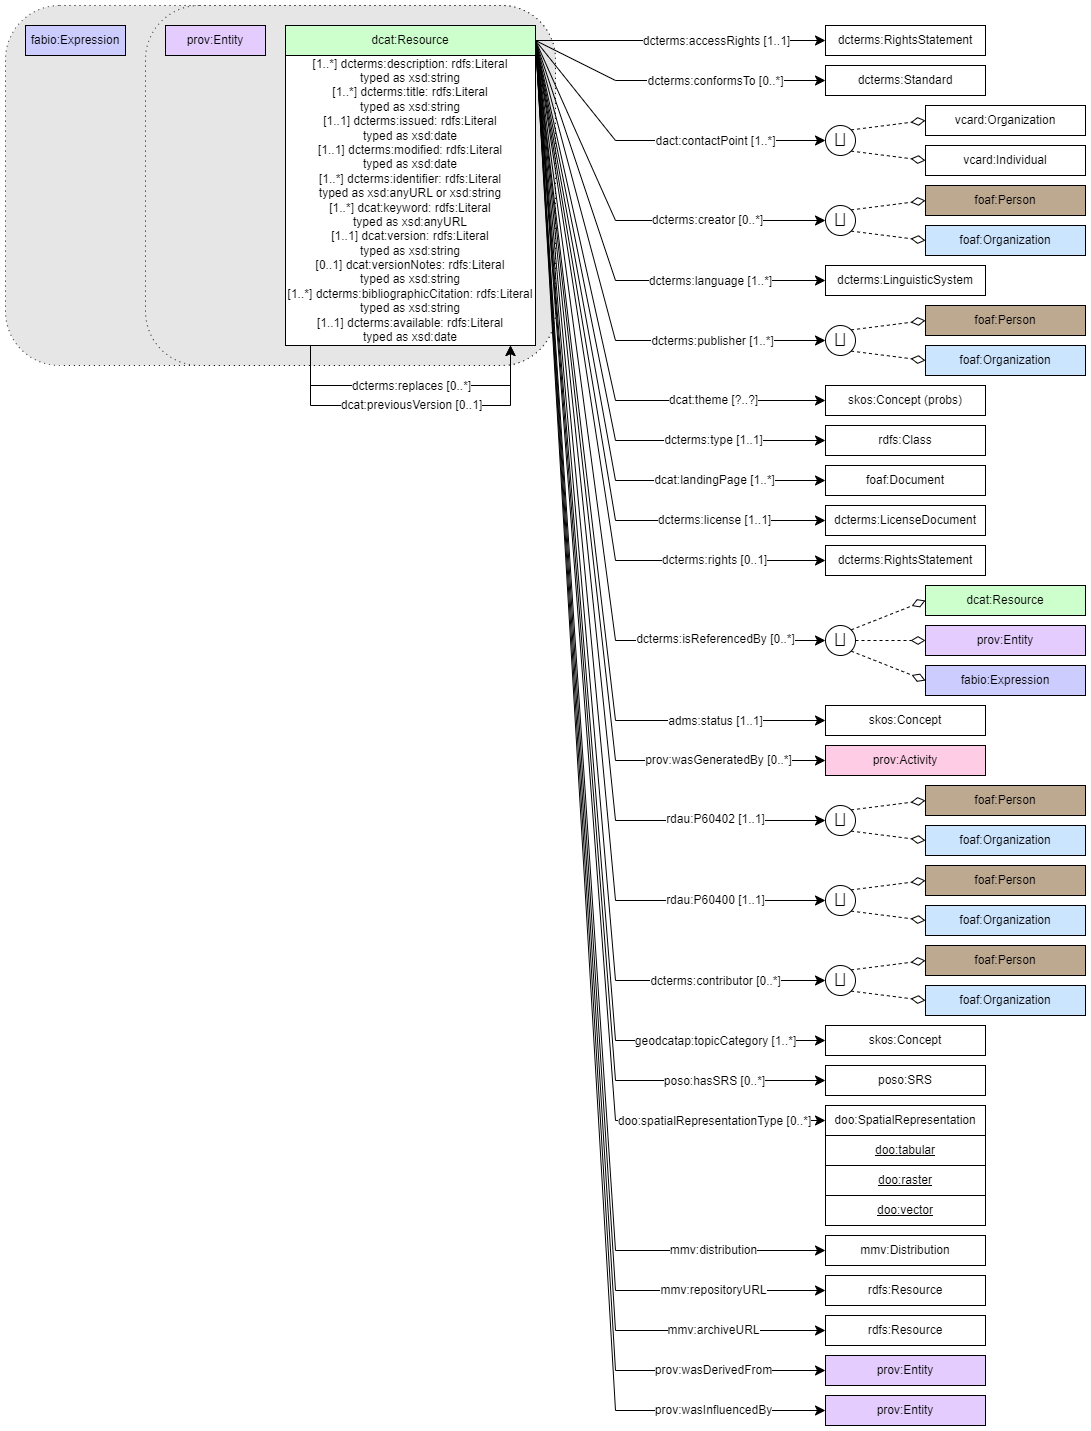 fabio:Expression
prov:Entity
dcat:Resource
[1..*] dcterms:description: rdfs:Literal
typed as xsd:string
[1..*] dcterms:title: rdfs:Literal
typed as xsd:string
[1..1] dcterms:issued: rdfs:Literal
typed as xsd:date
[1..1] dcterms:modified: rdfs:Literal
typed as xsd:date
[1..*] dcterms:identifier: rdfs:Literal
typed as xsd:anyURL or xsd:string
[1..*] dcat:keyword: rdfs:Literal
typed as xsd:anyURL
[1..1] dcat:version: rdfs:Literal
typed as xsd:string
[0..1] dcat:versionNotes: rdfs:Literal
typed as xsd:string
[1..*] dcterms:bibliographicCitation: rdfs:Literal
typed as xsd:string
[1..1] dcterms:available: rdfs:Literal
typed as xsd:date
dcterms:replaces [0..*]
dcat:previousVersion [0..1]
dcterms:accessRights [1..1]
dcterms:RightsStatement
dcterms:conformsTo [0..*]
dcterms:Standard
dact:contactPoint [1..*]
⨆
vcard:Organization
vcard:Individual
dcterms:creator [0..*]
⨆
foaf:Person
foaf:Organization
dcterms:language [1..*]
dcterms:LinguisticSystem
dcterms:publisher [1..*]
⨆
foaf:Person
foaf:Organization
dcat:theme [?..?]
skos:Concept (probs)
dcterms:type [1..1]
rdfs:Class
dcat:landingPage [1..*]
foaf:Document
dcterms:license [1..1]
dcterms:LicenseDocument
dcterms:rights [0..1]
dcterms:RightsStatement
dcterms:isReferencedBy [0..*]
⨆
dcat:Resource
prov:Entity
fabio:Expression
adms:status [1..1]
skos:Concept
prov:wasGeneratedBy [0..*]
prov:Activity
rdau:P60402 [1..1]
⨆
foaf:Person
foaf:Organization
rdau:P60400 [1..1]
⨆
foaf:Person
foaf:Organization
dcterms:contributor [0..*]
⨆
foaf:Person
foaf:Organization
geodcatap:topicCategory [1..*]
skos:Concept
poso:hasSRS [0..*]
poso:SRS
doo:spatialRepresentationType [0..*]
doo:SpatialRepresentation
doo:tabular
doo:raster
doo:vector
mmv:distribution
mmv:Distribution
mmv:repositoryURL
rdfs:Resource
mmv:archiveURL
rdfs:Resource
prov:wasDerivedFrom
prov:Entity
prov:wasInfluencedBy
prov:Entity